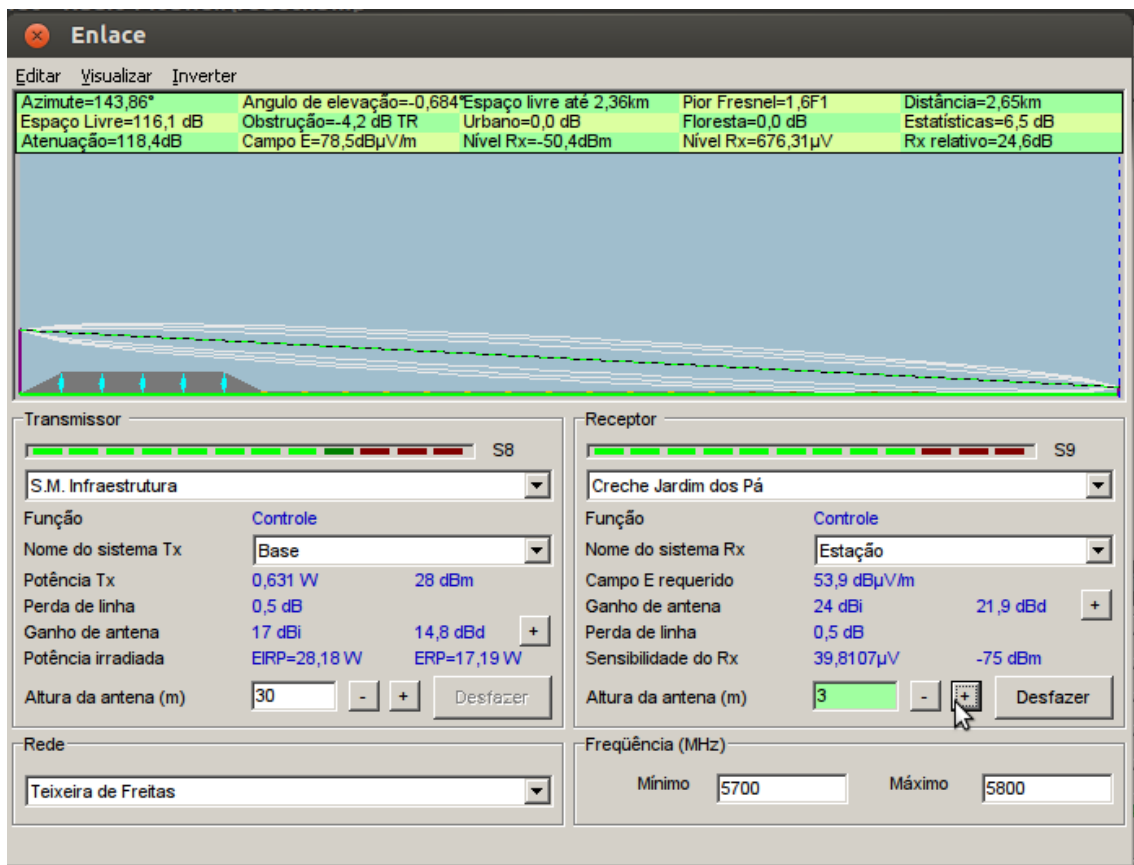 Enlace
Editar Visualizar Inverter
Azimute=143,86° Angulo de elevação=-0,684° Espaço livre até 2,36km Pior Fresnel=1,6F1 Distância=2,65km
Espaço Livre=116,1 dB Obstrução=-4,2 dB TR Urbano=0,0 dB Floresta=0,0 dB Estatísticas=6,5 dB
Atenuação=118,4dB Campo E=78,5dBµV/m Nível Rx=-50,4dBm Nível Rx=676,31µV Rx relativo=24,6dB
Transmissor
S8
S.M. Infraestrutura
Função Controle
Nome do sistema Tx Base
Potência Tx 0,631 W 28 dBm
Perda de linha 0,5 dB
Ganho de antena 17 dBi 14,8 dBd +
Potência irradiada EIRP=28,18 W ERP=17,19 W
Altura da antena (m) 30 - + Desfazer
Rede
Teixeira de Freitas
Receptor
S9
Creche Jardim dos Pá
Função Controle
Nome do sistema Rx Estação
Campo E requerido 53,9 dBµV/m
Ganho de antena 24 dBi 21,9 dBd +
Perda de linha 0,5 dB
Sensibilidade do Rx 39,8107µV -75 dBm
Altura da antena (m) 3 - + Desfazer
Freqüência (MHz)
Mínimo 5700 Máximo 5800